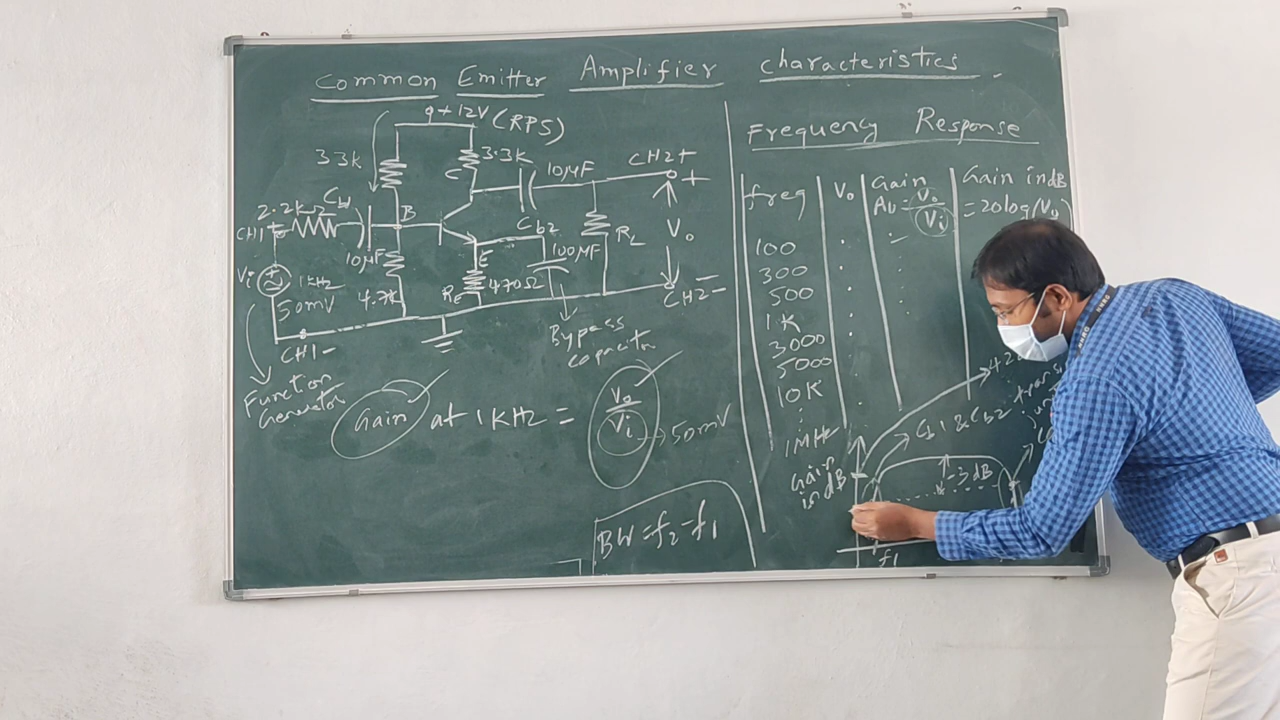 Common Emitter Amplifier characteristics.
+12V (RPS)
33K
3.3K
C
10μF
CH2+
+
2.2kΩ
CH1+
B
Cb2
Vo
RL
10μF
E
100μF
Vi
1kHz
50mV
4.7K
RE
470Ω
CH2-
CH1-
Bypass
capacitor
Function
Generator
Gain at 1KHz = Vo/Vi → 50mV
BW = f2-f1
Frequency Response
freq
Vo
Gain
Av = Vo/Vi
Gain in dB
= 20log(Vo)
100
300
500
1K
3000
5000
10K
1MHz
Gain
in dB
-3dB
f1